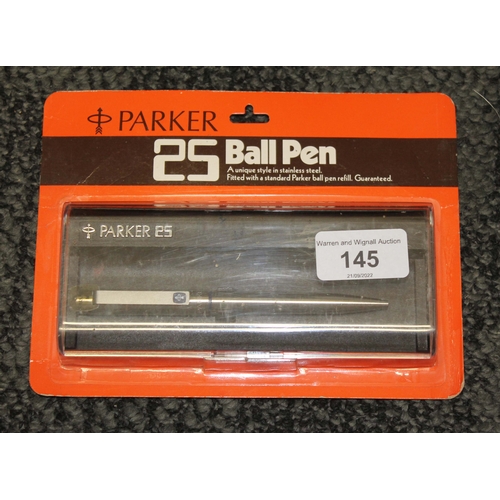 PARKER
25 Ball Pen
A unique style in stainless steel.
Fitted with a standard Parker ball pen refill. Guaranteed.
PARKER 25
Warren and Wignall Auction
145
21/09/2023